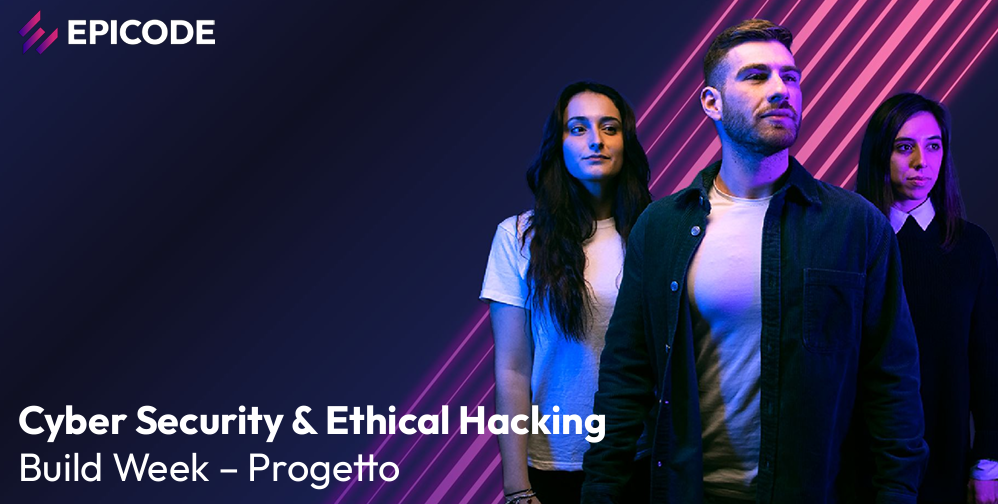 EPICODE
Cyber Security & Ethical Hacking
Build Week – Progetto